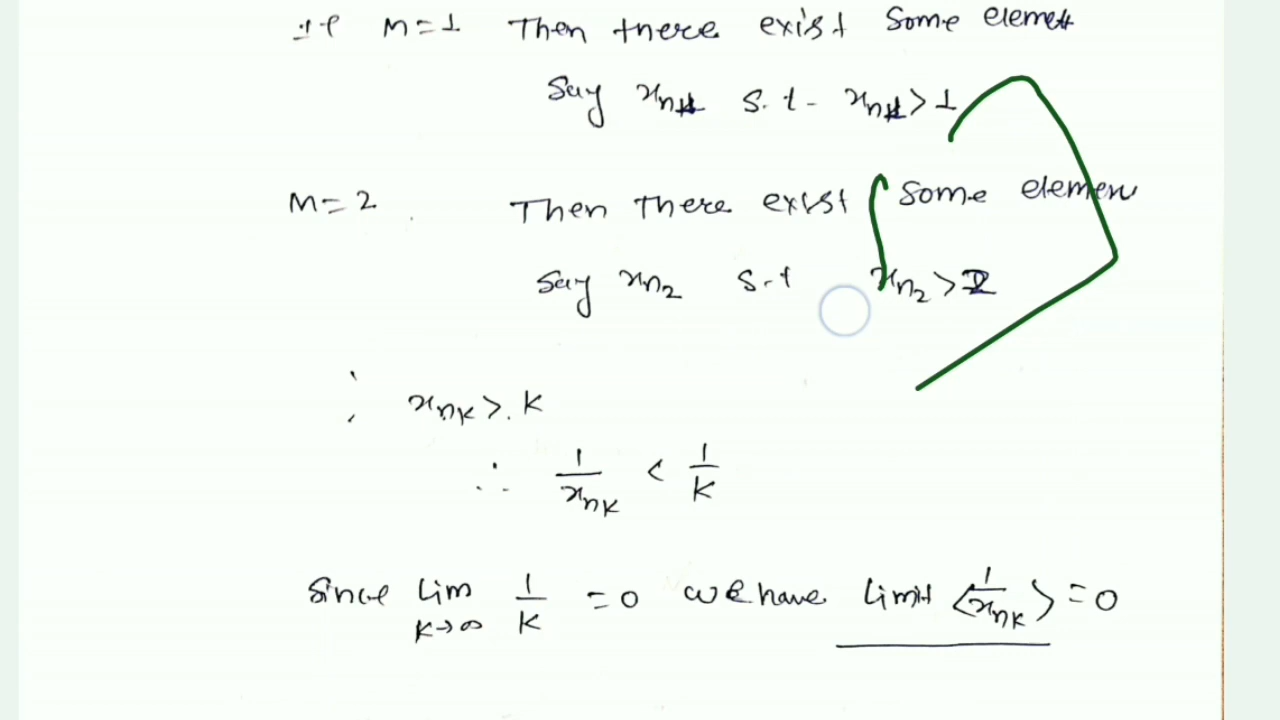 if M=1 Then there exist some element
Say xn1 s.t- xn1>1
M=2 Then there exist some elemen
Say xn2 s.t xn2>2
: xnk>.k
∴ 1/xnk < 1/k
Since lim k→∞ 1/k =0 we have limit <1/xnk> =0